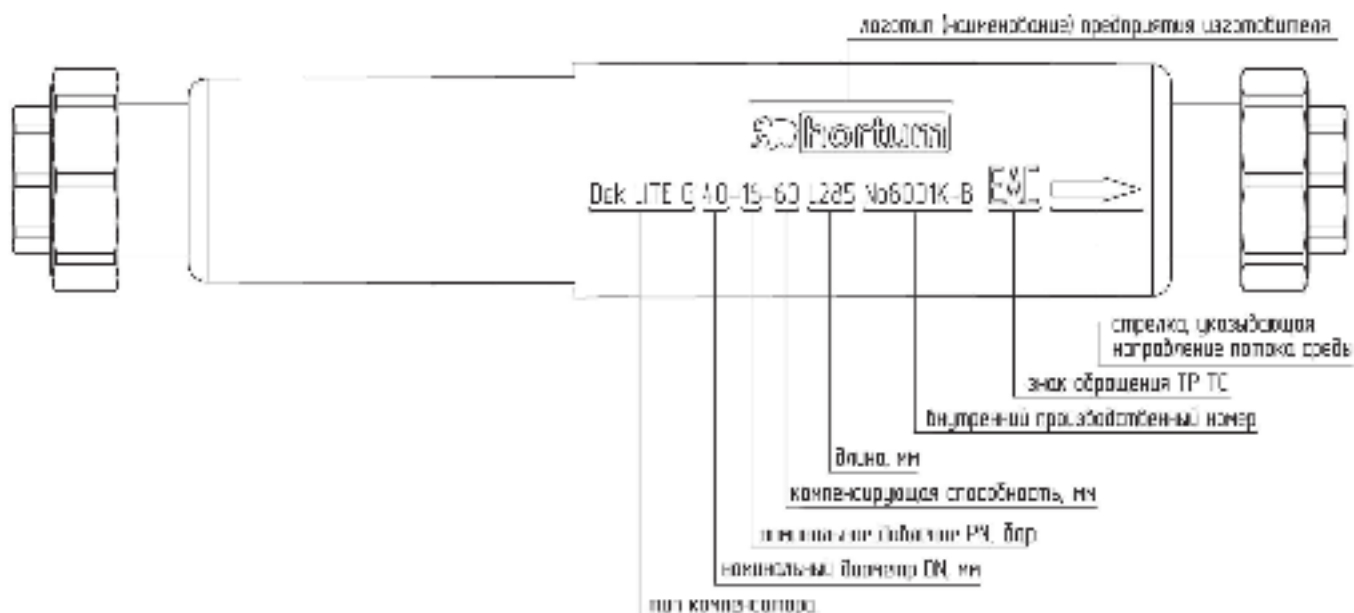 логотип (наименование) предприятия изготовителя
hortum
Dek LITE G 40-16-60 L285 No6001K-B EAC
стрелка, указывающая
направление потока среды
знак обращения ТР ТС
внутренний производственный номер
длина, мм
компенсирующая способность, мм
номинальное давление PN, бар
номинальный диаметр DN, мм
тип компенсатора